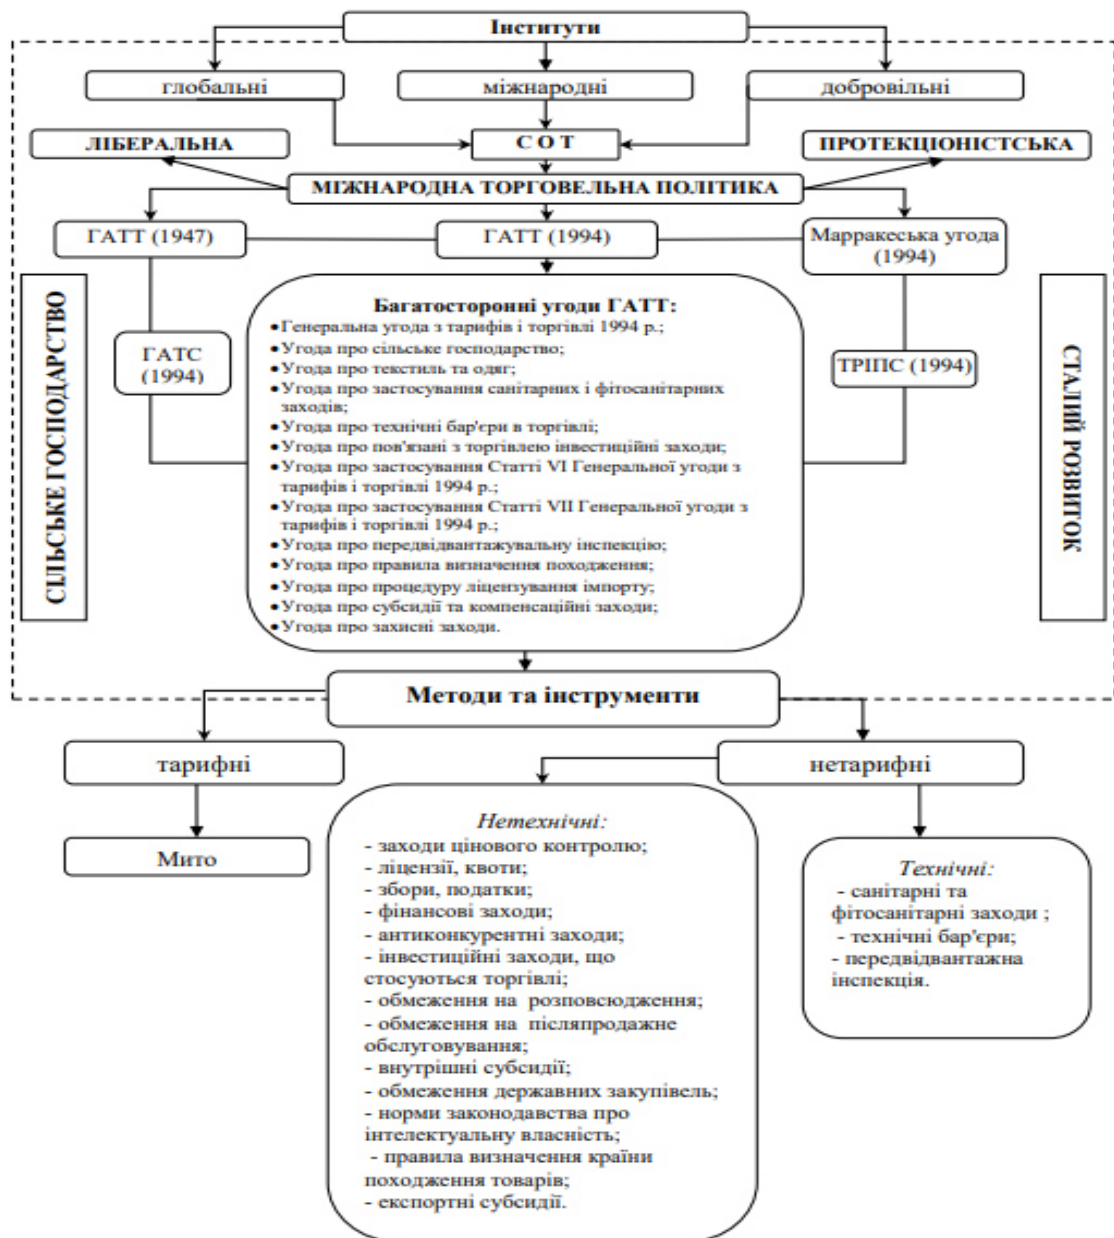 Інститути
глобальні
міжнародні
добровільні
ЛІБЕРАЛЬНА
С О Т
ПРОТЕКЦІОНІСТСЬКА
МІЖНАРОДНА ТОРГОВЕЛЬНА ПОЛІТИКА
ГАТТ (1947)
ГАТТ (1994)
Марракеська угода
(1994)
СІЛЬСЬКЕ ГОСПОДАРСТВО
ГАТС
(1994)
Багатосторонні угоди ГАТТ:
•Генеральна угода з тарифів і торгівлі 1994 р.;
•Угода про сільське господарство;
•Угода про текстиль та одяг;
•Угода про застосування санітарних і фітосанітарних
заходів;
•Угода про технічні бар'єри в торгівлі;
•Угода про пов'язані з торгівлею інвестиційні заходи;
•Угода про застосування Статті VI Генеральної угоди з
тарифів і торгівлі 1994 р.;
•Угода про застосування Статті VII Генеральної угоди з
тарифів і торгівлі 1994 р.;
•Угода про передвідвантажувальну інспекцію;
•Угода про правила визначення походження;
•Угода про процедуру ліцензування імпорту;
•Угода про субсидії та компенсаційні заходи;
•Угода про захисні заходи.
ТРІПС (1994)
СТАЛИЙ РОЗВИТОК
Методи та інструменти
тарифні
нетарифні
Мито
Нетехнічні:
- заходи цінового контролю;
- ліцензії, квоти;
- збори, податки;
- фінансові заходи;
- антиконкурентні заходи;
- інвестиційні заходи, що
стосуються торгівлі;
- обмеження на розповсюдження;
- обмеження на післяпродажне
обслуговування;
- внутрішні субсидії;
- обмеження державних закупівель;
- норми законодавства про
інтелектуальну власність;
- правила визначення країни
походження товарів;
- експортні субсидії.
Технічні:
- санітарні та
фітосанітарні заходи ;
- технічні бар'єри;
- передвідвантажна
інспекція.